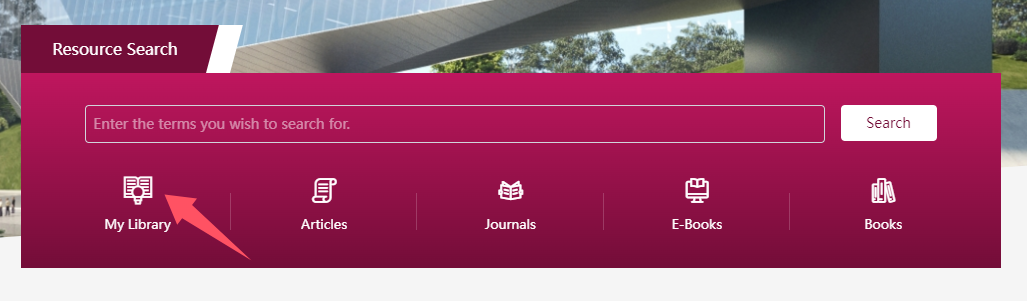 Resource Search
Enter the terms you wish to search for.
Search
My Library
Articles
Journals
E-Books
Books